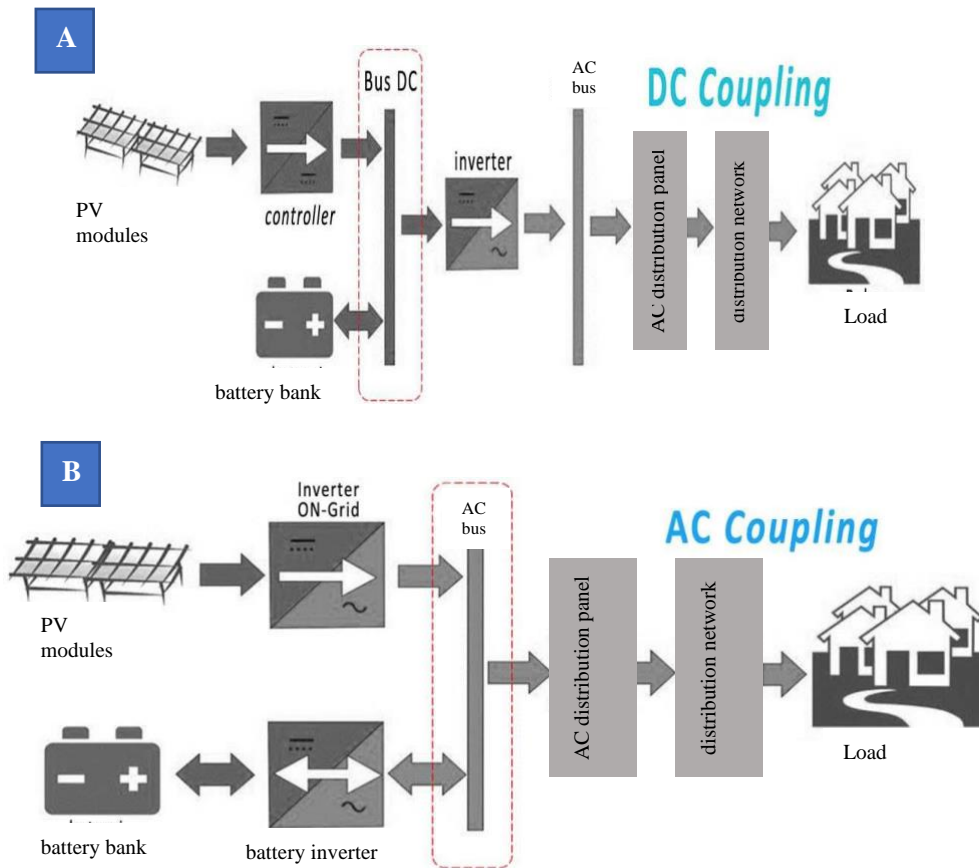 A
Bus DC
AC
bus
DC Coupling
inverter
PV
modules
controller
AC distribution panel
distribution network
Load
battery bank
B
Inverter
ON-Grid
AC
bus
AC Coupling
PV
modules
AC distribution panel
distribution network
Load
battery bank
battery inverter